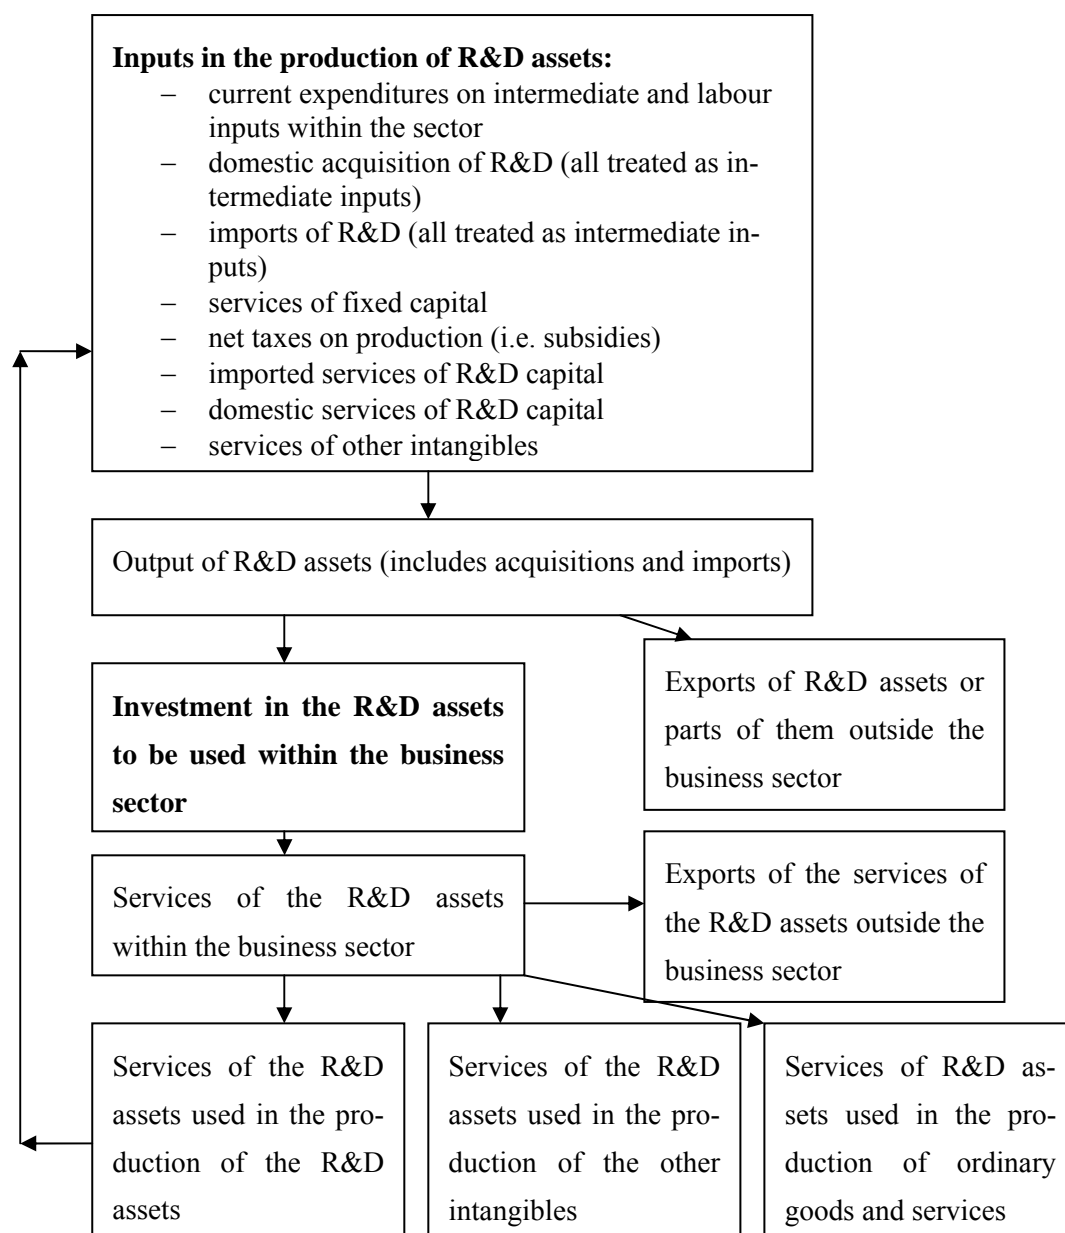 Inputs in the production of R&D assets:
– current expenditures on intermediate and labour
inputs within the sector
– domestic acquisition of R&D (all treated as in-
termediate inputs)
– imports of R&D (all treated as intermediate in-
puts)
– services of fixed capital
– net taxes on production (i.e. subsidies)
– imported services of R&D capital
– domestic services of R&D capital
– services of other intangibles
Output of R&D assets (includes acquisitions and imports)
Investment in the R&D assets
to be used within the business
sector
Exports of R&D assets or
parts of them outside the
business sector
Services of the R&D assets
within the business sector
Exports of the services of
the R&D assets outside the
business sector
Services of the R&D
assets used in the pro-
duction of the R&D
assets
Services of the R&D
assets used in the pro-
duction of the other
intangibles
Services of R&D as-
sets used in the pro-
duction of ordinary
goods and services